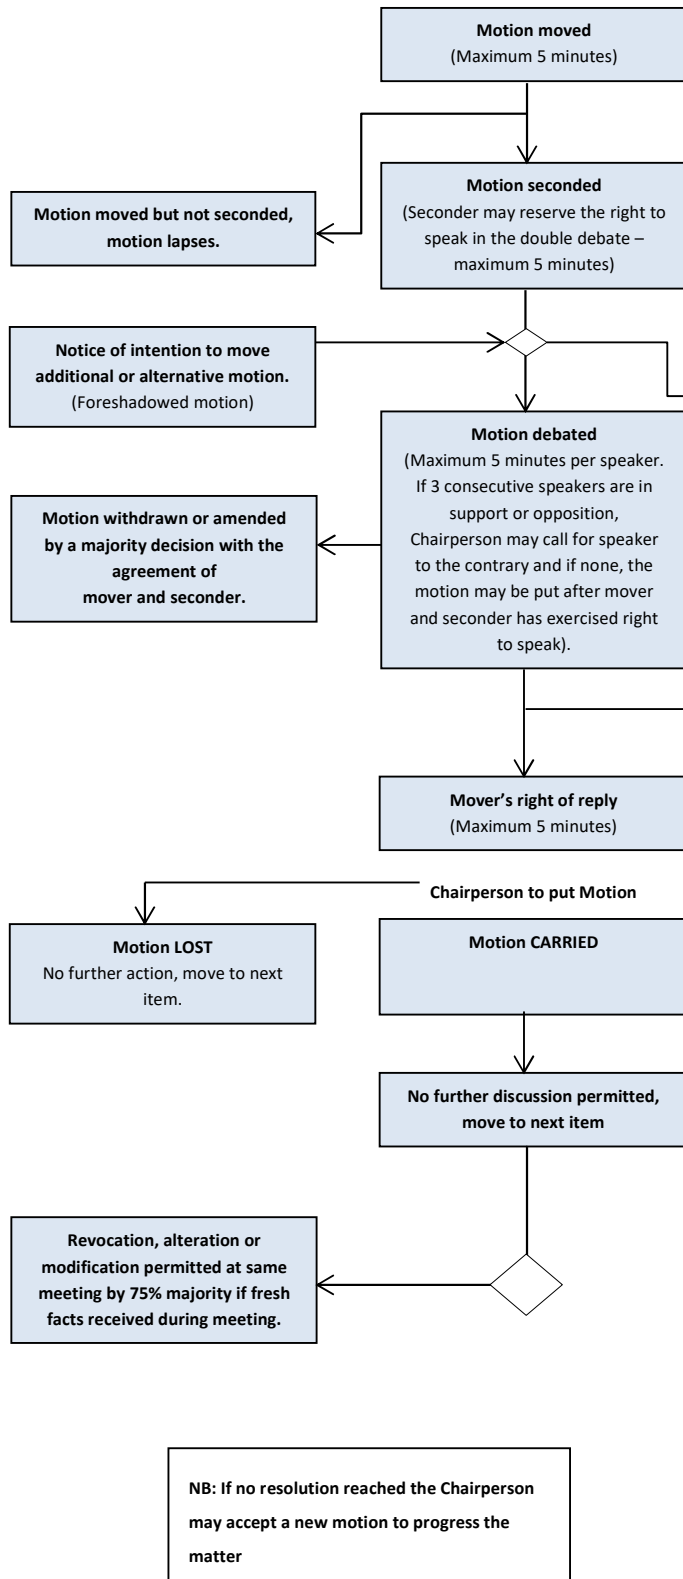 Motion moved
(Maximum 5 minutes)
Motion seconded
(Seconder may reserve the right to
speak in the double debate –
maximum 5 minutes)
Motion moved but not seconded,
motion lapses.
Notice of intention to move
additional or alternative motion.
(Foreshadowed motion)
Motion debated
(Maximum 5 minutes per speaker.
If 3 consecutive speakers are in
support or opposition,
Chairperson may call for speaker
to the contrary and if none, the
motion may be put after mover
and seconder has exercised right
to speak).
Motion withdrawn or amended
by a majority decision with the
agreement of
mover and seconder.
Mover’s right of reply
(Maximum 5 minutes)
Chairperson to put Motion
Motion LOST
No further action, move to next
item.
Motion CARRIED
No further discussion permitted,
move to next item
Revocation, alteration or
modification permitted at same
meeting by 75% majority if fresh
facts received during meeting.
NB: If no resolution reached the Chairperson
may accept a new motion to progress the
matter